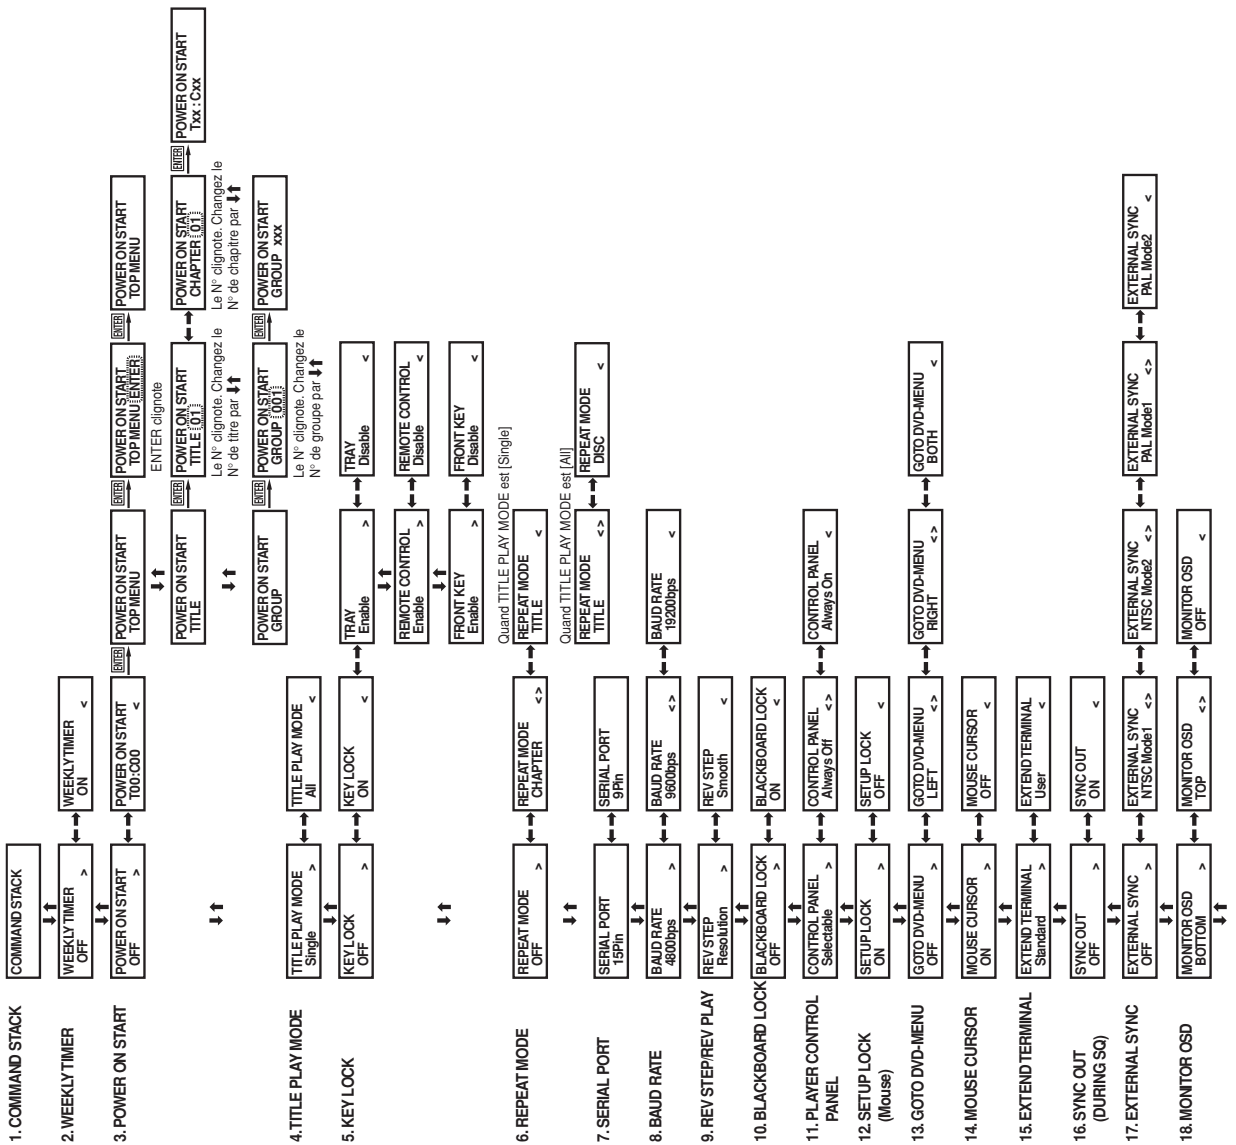 1. COMMAND STACK
COMMAND STACK
2. WEEKLY TIMER
WEEKLY TIMER
OFF >
WEEKLY TIMER
ON <
3. POWER ON START
POWER ON START
OFF >
POWER ON START
T00:C00 <
ENTER
POWER ON START
TOP MENU
ENTER
POWER ON START
TOP MENU ENTER
ENTER clignote
ENTER
POWER ON START
TOP MENU
POWER ON START
TITLE
ENTER
POWER ON START
TITLE 01
Le N° clignote. Changez le
N° de titre par
POWER ON START
CHAPTER 01
Le N° clignote. Changez le
N° de chapitre par
ENTER
POWER ON START
Txx : Cxx
POWER ON START
GROUP
ENTER
POWER ON START
GROUP 001
Le N° clignote. Changez le
N° de groupe par
ENTER
POWER ON START
GROUP xxx
4. TITLE PLAY MODE
TITLE PLAY MODE
Single >
TITLE PLAY MODE
All <
5. KEY LOCK
KEY LOCK
OFF >
KEY LOCK
ON <
TRAY
Enable >
TRAY
Disable <
REMOTE CONTROL
Enable >
REMOTE CONTROL
Disable <
FRONT KEY
Enable >
FRONT KEY
Disable <
6. REPEAT MODE
REPEAT MODE
OFF >
REPEAT MODE
CHAPTER < >
Quand TITLE PLAY MODE est [Single]
REPEAT MODE
TITLE <
Quand TITLE PLAY MODE est [All]
REPEAT MODE
TITLE < >
REPEAT MODE
DISC <
7. SERIAL PORT
SERIAL PORT
15Pin >
SERIAL PORT
9Pin <
8. BAUD RATE
BAUD RATE
4800bps >
BAUD RATE
9600bps < >
BAUD RATE
19200bps <
9. REV STEP/REV PLAY
REV STEP
Resolution >
REV STEP
Smooth <
10. BLACKBOARD LOCK
BLACKBOARD LOCK
OFF >
BLACKBOARD LOCK
ON <
11. PLAYER CONTROL
PANEL
CONTROL PANEL
Selectable >
CONTROL PANEL
Always Off < >
CONTROL PANEL
Always On <
12. SETUP LOCK
(Mouse)
SETUP LOCK
ON >
SETUP LOCK
OFF <
13. GOTO DVD-MENU
GOTO DVD-MENU
OFF >
GOTO DVD-MENU
LEFT < >
GOTO DVD-MENU
RIGHT < >
GOTO DVD-MENU
BOTH <
14. MOUSE CURSOR
MOUSE CURSOR
ON >
MOUSE CURSOR
OFF <
15. EXTEND TERMINAL
EXTEND TERMINAL
Standard >
EXTEND TERMINAL
User <
16. SYNC OUT
(DURING SQ)
SYNC OUT
OFF >
SYNC OUT
ON <
17. EXTERNAL SYNC
EXTERNAL SYNC
OFF >
EXTERNAL SYNC
NTSC Mode1 < >
EXTERNAL SYNC
NTSC Mode2 < >
EXTERNAL SYNC
PAL Mode1 < >
EXTERNAL SYNC
PAL Mode2 <
18. MONITOR OSD
MONITOR OSD
BOTTOM >
MONITOR OSD
TOP < >
MONITOR OSD
OFF <